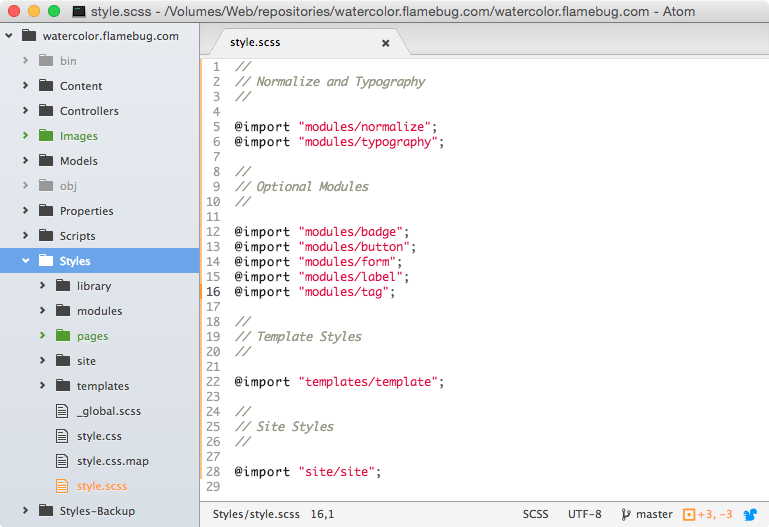 style.scss - /Volumes/Web/repositories/watercolor.flamebug.com/watercolor.flamebug.com - Atom
watercolor.flamebug.com
bin
Content
Controllers
Images
Models
obj
Properties
Scripts
Styles
library
modules
pages
site
templates
_global.scss
style.css
style.css.map
style.scss
Styles-Backup
style.scss
1 //
2 // Normalize and Typography
3 //
4
5 @import "modules/normalize";
6 @import "modules/typography";
7
8 //
9 // Optional Modules
10 //
11
12 @import "modules/badge";
13 @import "modules/button";
14 @import "modules/form";
15 @import "modules/label";
16 @import "modules/tag";
17
18 //
19 // Template Styles
20 //
21
22 @import "templates/template";
23
24 //
25 // Site Styles
26 //
27
28 @import "site/site";
29
Styles/style.scss 16,1 SCSS UTF-8 master +3, -3